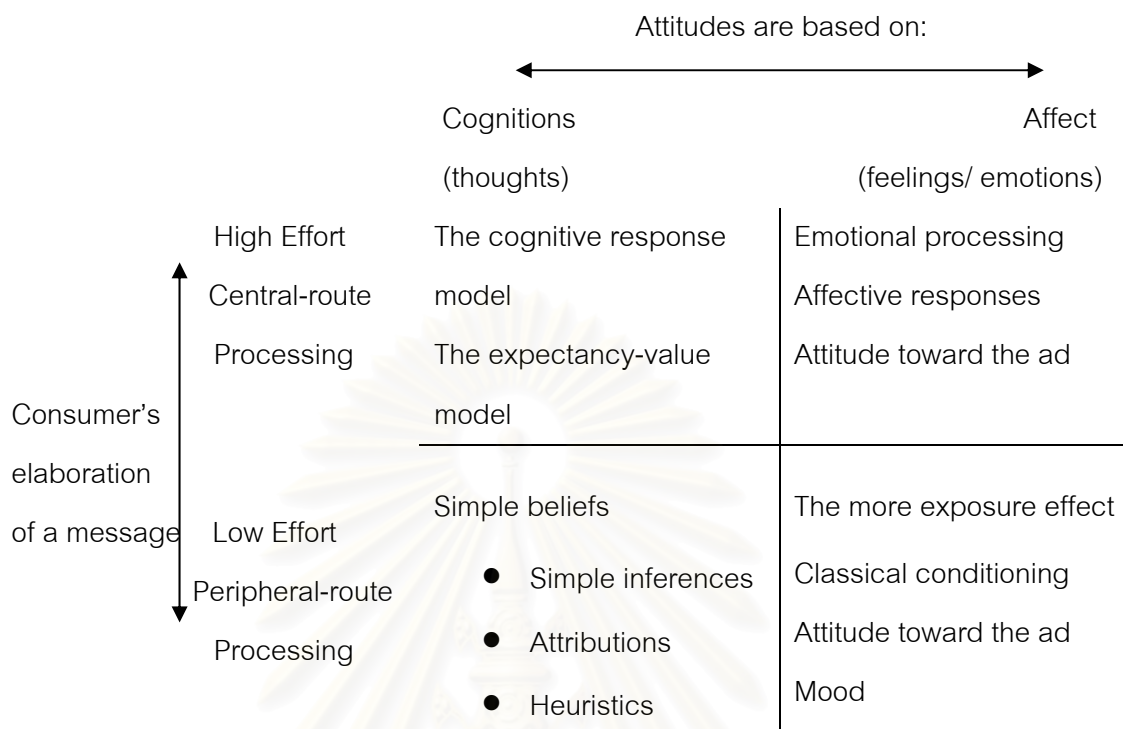 Attitudes are based on:
Cognitions Affect
(thoughts) (feelings/ emotions)
High Effort The cognitive response Emotional processing
Central-route model Affective responses
Processing The expectancy-value Attitude toward the ad
Consumer’s model
elaboration
Simple beliefs The more exposure effect
of a message Low Effort
● Simple inferences Classical conditioning
Peripheral-route
● Attributions Attitude toward the ad
Processing
● Heuristics Mood